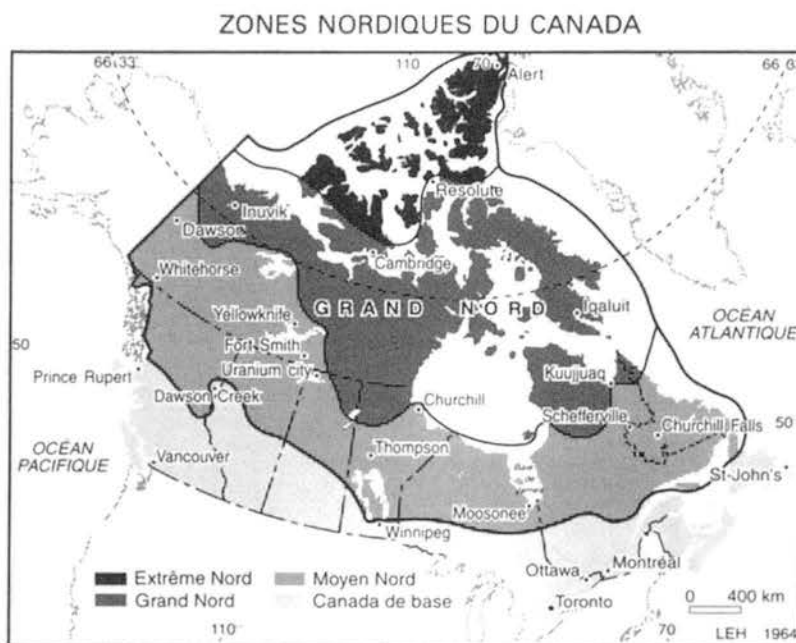 ZONES NORDIQUES DU CANADA
66 33
110
70
66 33
Alert
Resolute
Inuvik
Dawson
Cambridge
Whitehorse
GRAND NORD
Iqaluit
Yellowknife
OCÉAN
ATLANTIQUE
50
Fort Smith
Uranium city
Kuujjuaq
Prince Rupert
Dawson Creek
Churchill
Schefferville
Churchill Falls
50
OCÉAN
PACIFIQUE
Vancouver
Thompson
St-John's
Moosonee
Winnipeg
Extrême Nord
Moyen Nord
Grand Nord
Canada de base
Ottawa
Montréal
Toronto
0 400 km
110
70
LEH 1964